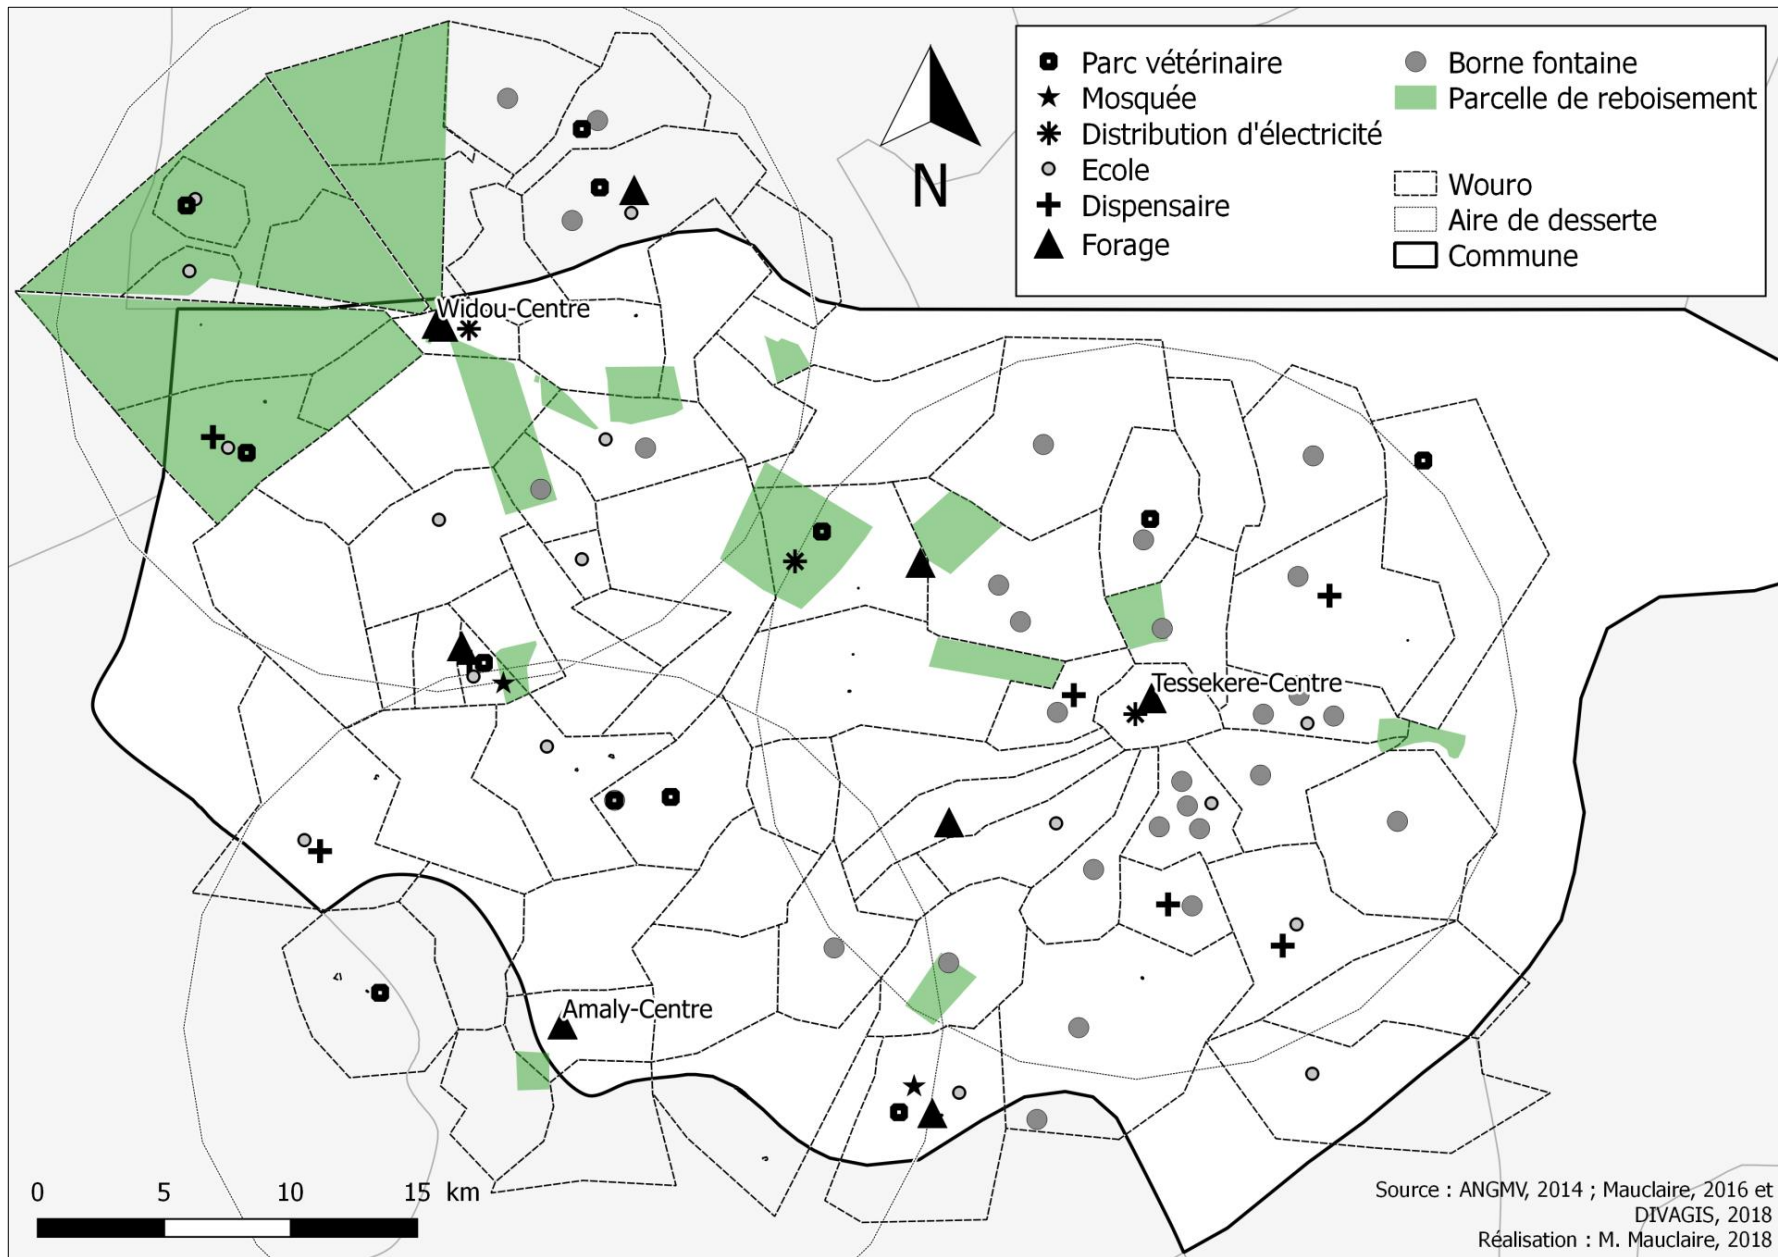 Parc vétérinaire
Mosquée
Distribution d'électricité
Ecole
Dispensaire
Forage
Borne fontaine
Parcelle de reboisement
Wouro
Aire de desserte
Commune
N
Widou-Centre
Tessekere-Centre
Amaly-Centre
0 5 10 15 km
Source : ANGMV, 2014 ; Mauclaire, 2016 et
DIVAGIS, 2018
Réalisation : M. Mauclaire, 2018